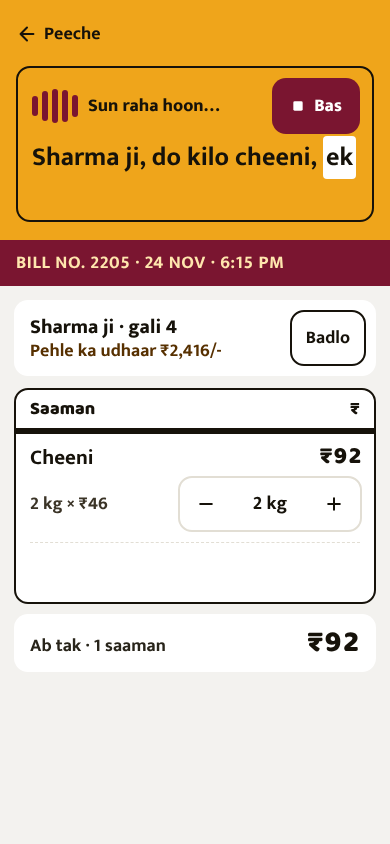 Peeche
Sun raha hoon...
Bas
Sharma ji, do kilo cheeni, ek
BILL NO. 2205 · 24 NOV · 6:15 PM
Sharma ji · gali 4
Pehle ka udhaar ₹2,416/-
Badlo
Saaman ₹
Cheeni ₹92
2 kg × ₹46
− 2 kg +
Ab tak · 1 saaman ₹92